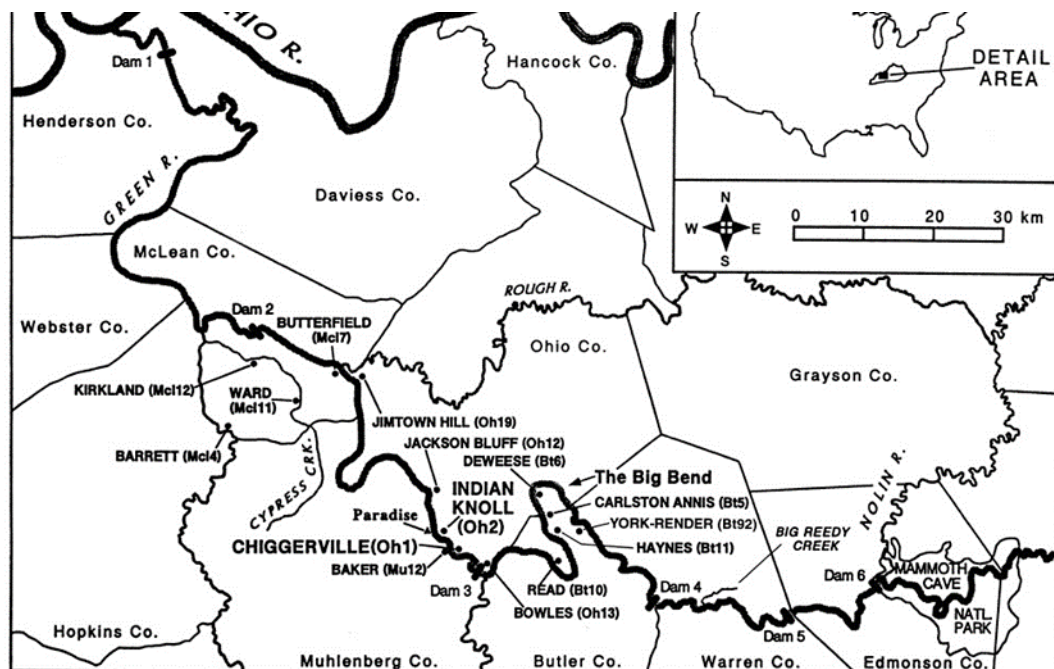 HIO R.
Dam 1
Hancock Co.
DETAIL
AREA
Henderson Co.
GREEN R.
Daviess Co.
N
W E
S
0 10 20 30 km
McLean Co.
ROUGH R.
Webster Co.
Dam 2
BUTTERFIELD
(Mcl7)
Ohio Co.
Grayson Co.
KIRKLAND (Mcl12)
WARD
(Mcl11)
JIMTOWN HILL (Oh19)
BARRETT (Mcl4)
JACKSON BLUFF (Oh12)
DEWEESE (Bt6)
CYPRESS CRK.
The Big Bend
INDIAN
KNOLL
(Oh2)
CARLSTON ANNIS (Bt5)
NOLIN R.
Paradise
YORK-RENDER (Bt92)
BIG REEDY
CREEK
CHIGGERVILLE(Oh1)
HAYNES (Bt11)
BAKER (Mu12)
Dam 3
READ (Bt10)
Dam 4
Dam 6
MAMMOTH
CAVE
NATL.
PARK
BOWLES (Oh13)
Dam 5
Hopkins Co.
Muhlenberg Co.
Butler Co.
Warren Co.
Edmonson Co.